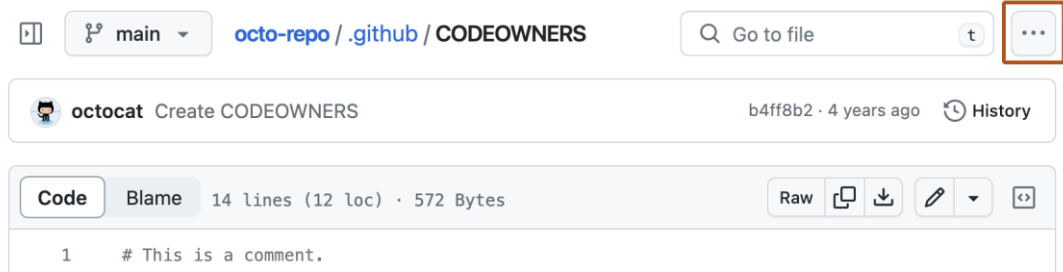 main octo-repo / .github / CODEOWNERS Go to file t ...
octocat Create CODEOWNERS b4ff8b2 · 4 years ago History
Code Blame 14 lines (12 loc) · 572 Bytes Raw
1 # This is a comment.